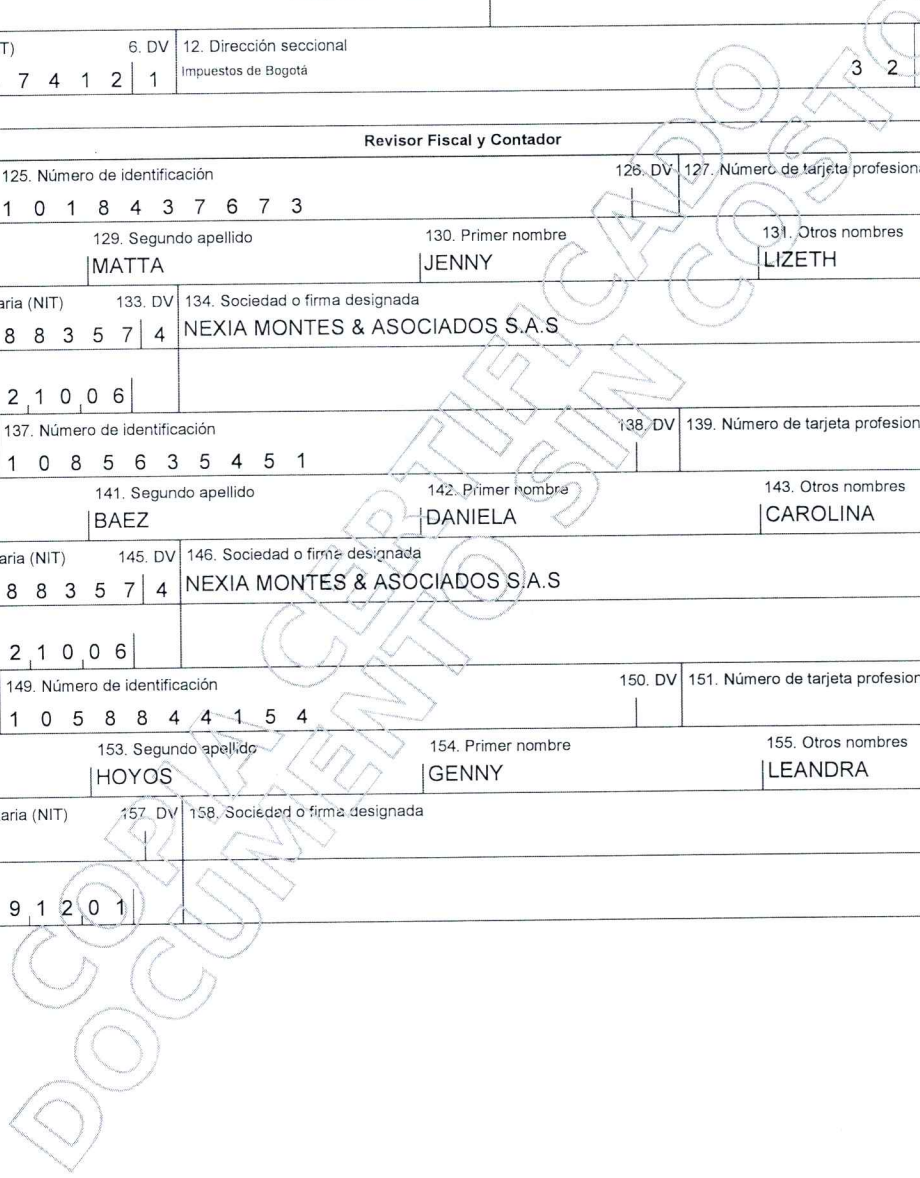 T) 6. DV 12. Dirección seccional
7 4 1 2 1 Impuestos de Bogotá 3 2
Revisor Fiscal y Contador
125. Número de identificación 126. DV 127. Número de tarjeta profesiona
1 0 1 8 4 3 7 6 7 3
129. Segundo apellido 130. Primer nombre 131. Otros nombres
MATTA JENNY LIZETH
aria (NIT) 133. DV 134. Sociedad o firma designada
8 8 3 5 7 4 NEXIA MONTES & ASOCIADOS S.A.S
2 1 0 0 6
137. Número de identificación 138. DV 139. Número de tarjeta profesion
1 0 8 5 6 3 5 4 5 1
141. Segundo apellido 142. Primer nombre 143. Otros nombres
BAEZ DANIELA CAROLINA
aria (NIT) 145. DV 146. Sociedad o firma designada
8 8 3 5 7 4 NEXIA MONTES & ASOCIADOS S.A.S
2 1 0 0 6
149. Número de identificación 150. DV 151. Número de tarjeta profesion
1 0 5 8 8 4 4 1 5 4
153. Segundo apellido 154. Primer nombre 155. Otros nombres
HOYOS GENNY LEANDRA
aria (NIT) 157. DV 158. Sociedad o firma designada
9 1 2 0 1
COPIA CERTIFICADO
DOCUMENTO SIN COSTO